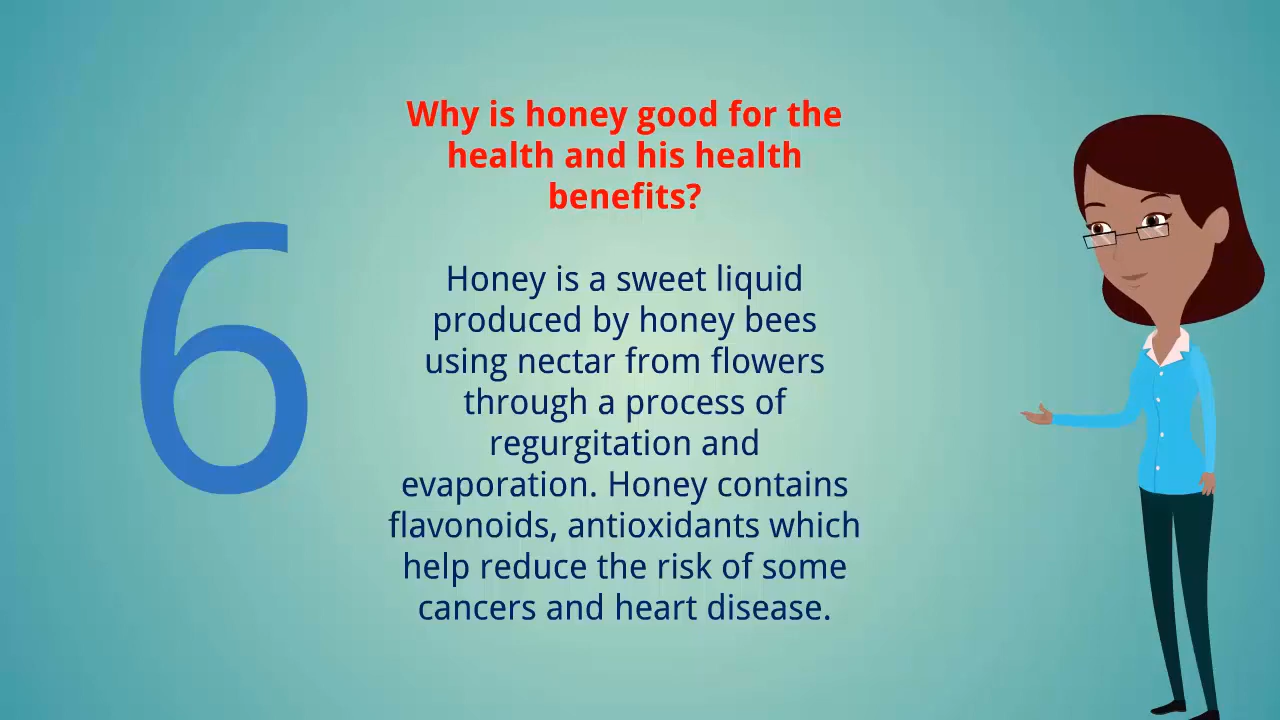 6
Why is honey good for the
health and his health
benefits?
Honey is a sweet liquid
produced by honey bees
using nectar from flowers
through a process of
regurgitation and
evaporation. Honey contains
flavonoids, antioxidants which
help reduce the risk of some
cancers and heart disease.